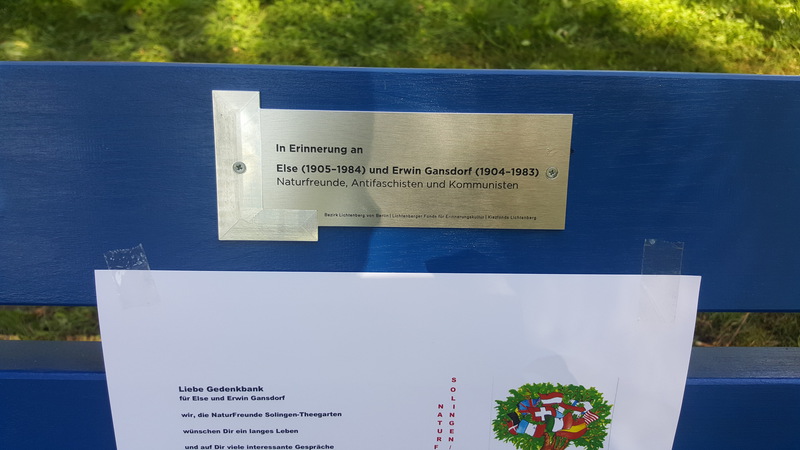 In Erinnerung an
Else (1905–1984) und Erwin Gansdorf (1904–1983)
Naturfreunde, Antifaschisten und Kommunisten
Bezirk Lichtenberg von Berlin | Lichtenberger Fonds für Erinnerungskultur | Kiezfonds Lichtenberg
Liebe Gedenkbank
für Else und Erwin Gansdorf
wir, die NaturFreunde Solingen-Theegarten
wünschen Dir ein langes Leben
und auf Dir viele interessante Gespräche
NATURF
SOLINGEN/